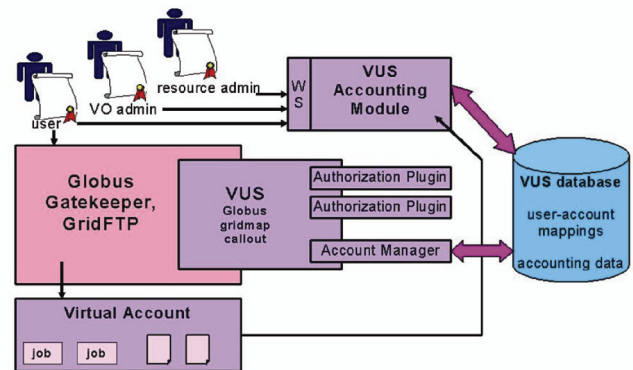 resource admin
VO admin
user
WS
VUS
Accounting
Module
Globus
Gatekeeper,
GridFTP
VUS
Globus
gridmap
callout
Authorization Plugin
Authorization Plugin
Account Manager
VUS database
user-account
mappings
accounting data
Virtual Account
job
job